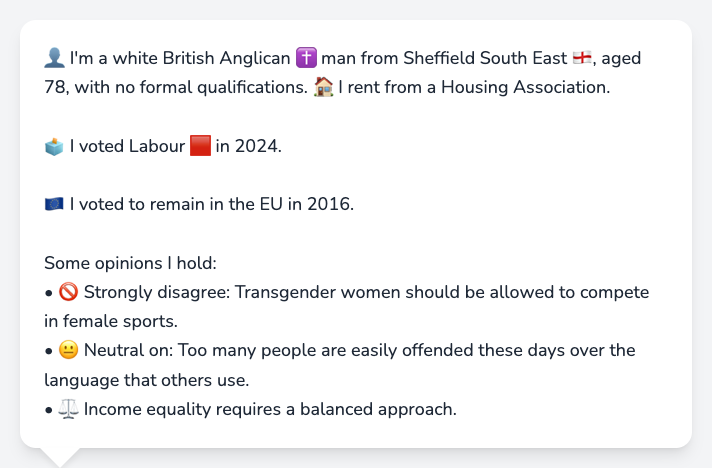 👤 I'm a white British Anglican ✝️ man from Sheffield South East 🏴󠁧󠁢󠁥󠁮󠁧󠁿, aged
78, with no formal qualifications. 🏠 I rent from a Housing Association.
🗳️ I voted Labour 🟥 in 2024.
🇪🇺 I voted to remain in the EU in 2016.
Some opinions I hold:
• 🚫 Strongly disagree: Transgender women should be allowed to compete
in female sports.
• 😐 Neutral on: Too many people are easily offended these days over the
language that others use.
• ⚖️ Income equality requires a balanced approach.